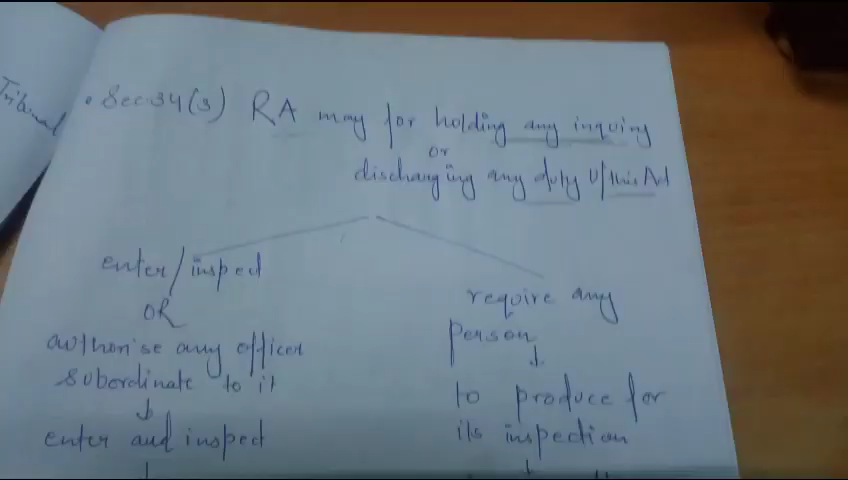 Tribunal
• Sec 34(3) RA may for holding any inquiry
or
discharging any duty U/this Act
enter/inspect
OR
authorise any officer
subordinate to it
↓
enter and inspect
↓
require any
person
↓
to produce for
its inspection
↓